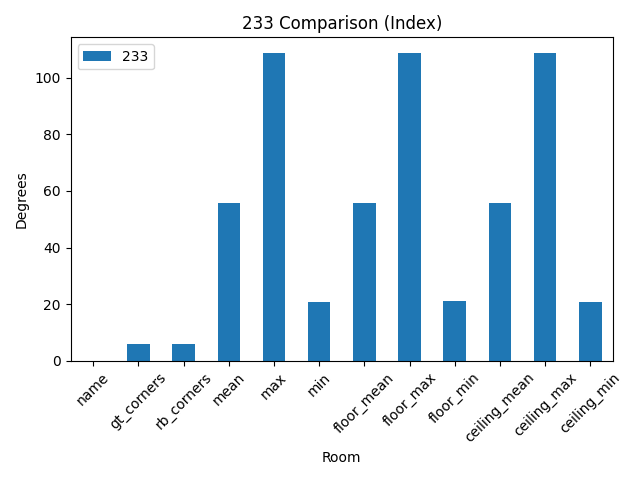 233 Comparison (Index)
233
Degrees
100
80
60
40
20
0
name
gt_corners
rb_corners
mean
max
min
floor_mean
floor_max
floor_min
ceiling_mean
ceiling_max
ceiling_min
Room